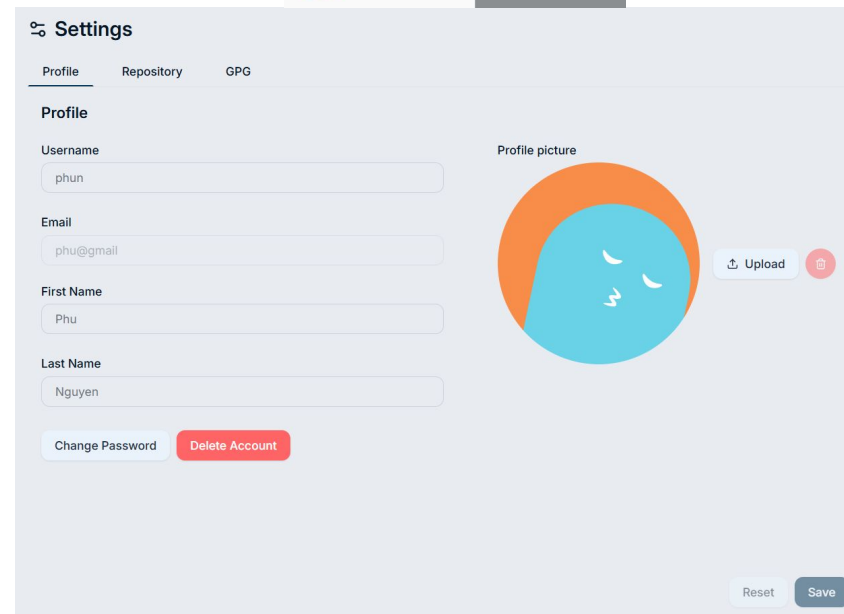 Settings
Profile Repository GPG
Profile
Username
phun
Email
phu@gmail
First Name
Phu
Last Name
Nguyen
Change Password Delete Account
Profile picture
Upload
Reset Save